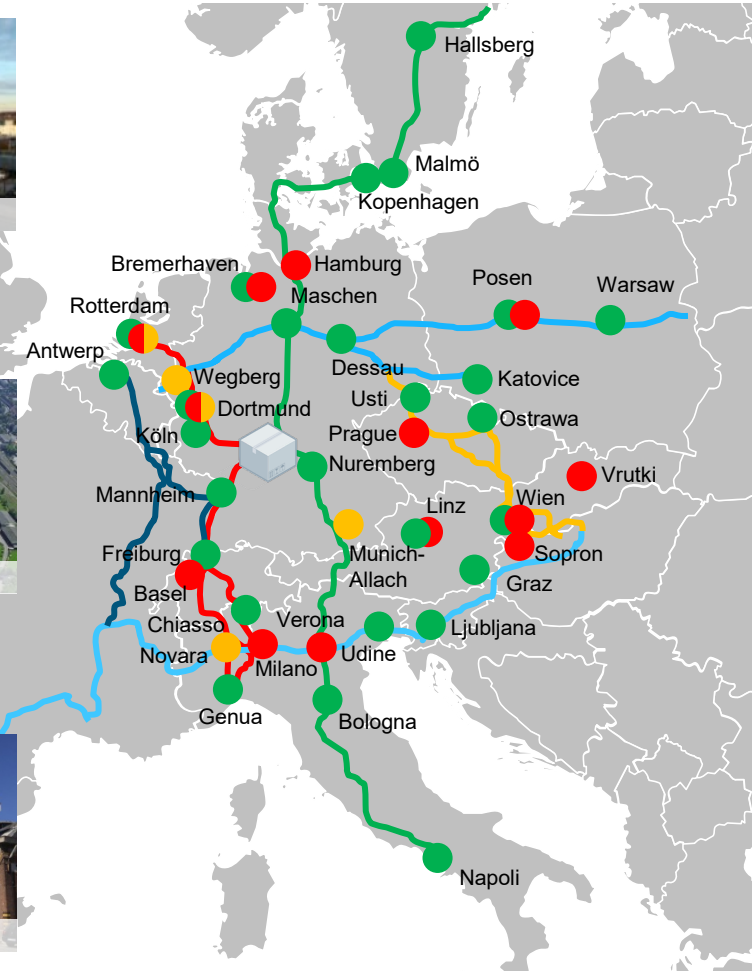 Hallsberg
Malmö
Kopenhagen
Bremerhaven
Hamburg
Maschen
Posen
Warsaw
Rotterdam
Antwerp
Wegberg
Dessau
Katovice
Usti
Dortmund
Ostrawa
Köln
Prague
Nuremberg
Vrutki
Mannheim
Linz
Wien
Munich-
Allach
Sopron
Freiburg
Basel
Graz
Chiasso
Verona
Ljubljana
Novara
Milano
Udine
Genua
Bologna
Napoli